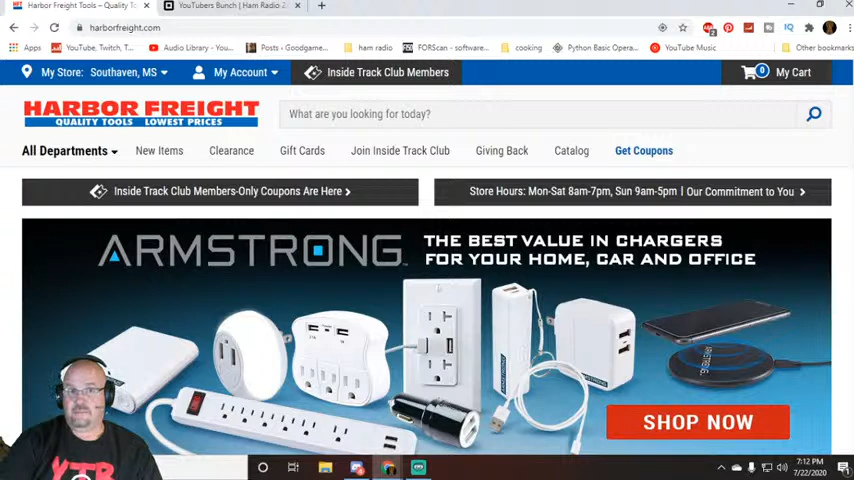 Harbor Freight Tools – Quality To
YouTubers Bunch | Ham Radio 2
harborfreight.com
Apps
YouTube, Twitch, T...
Audio Library - You...
Posts - Goodgame...
ham radio
FORScan - software...
cooking
Python Basic Opera...
YouTube Music
Other bookmarks
My Store: Southaven, MS
My Account
Inside Track Club Members
0
My Cart
HARBOR FREIGHT
QUALITY TOOLS LOWEST PRICES
What are you looking for today?
All Departments
New Items
Clearance
Gift Cards
Join Inside Track Club
Giving Back
Catalog
Get Coupons
Inside Track Club Members-Only Coupons Are Here
Store Hours: Mon-Sat 8am-7pm, Sun 9am-5pm | Our Commitment to You
ARMSTRONG
THE BEST VALUE IN CHARGERS
FOR YOUR HOME, CAR AND OFFICE
SHOP NOW
YTB
7:12 PM
7/22/2020